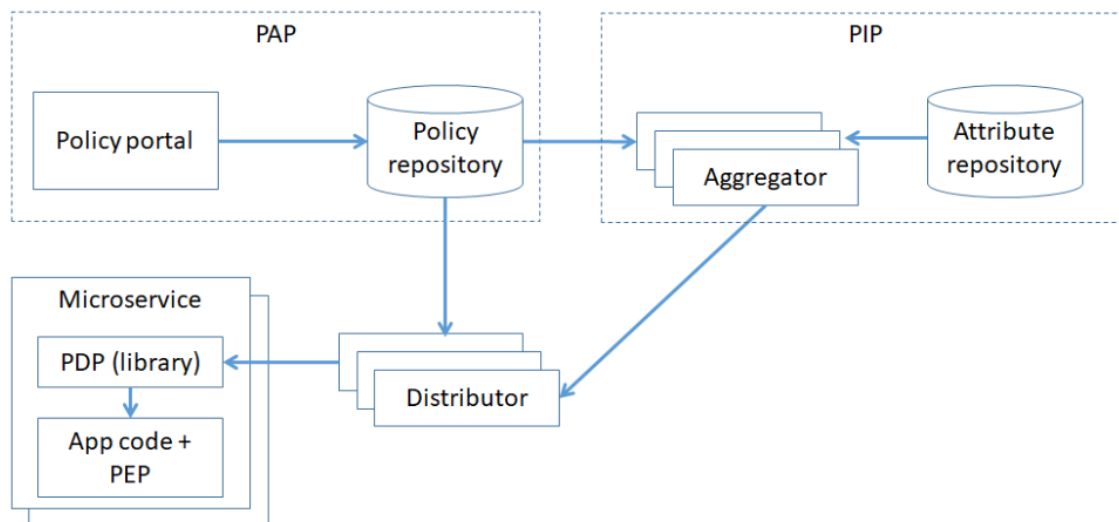 PAP
PIP
Policy portal
Policy
repository
Aggregator
Attribute
repository
Microservice
PDP (library)
App code +
PEP
Distributor